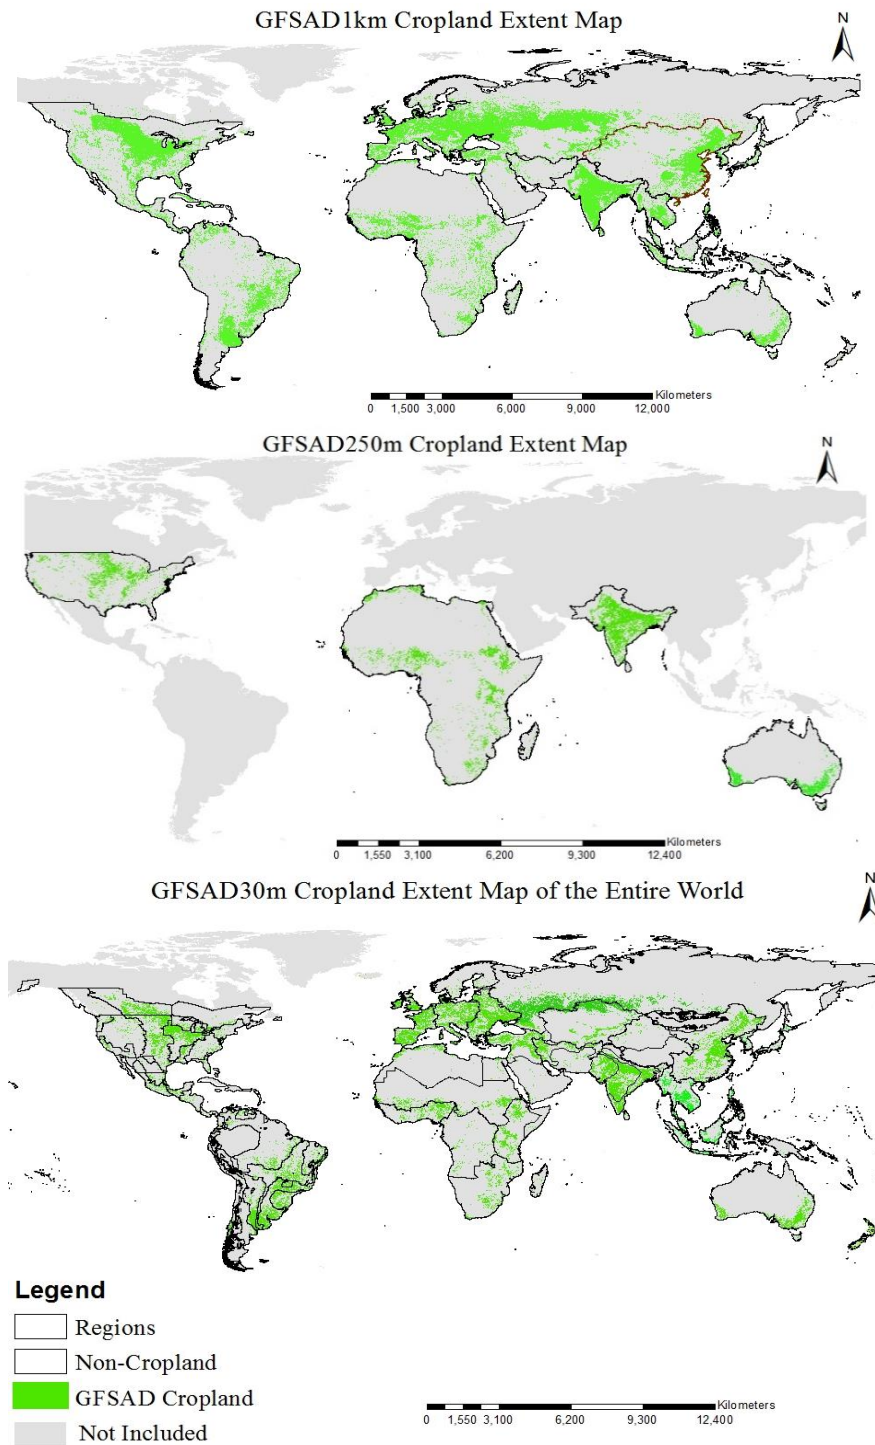 GFSAD1km Cropland Extent Map
N
Kilometers
0 1,500 3,000 6,000 9,000 12,000
GFSAD250m Cropland Extent Map
N
Kilometers
0 1,550 3,100 6,200 9,300 12,400
GFSAD30m Cropland Extent Map of the Entire World
N
Legend
Regions
Non-Cropland
GFSAD Cropland
Not Included
Kilometers
0 1,550 3,100 6,200 9,300 12,400